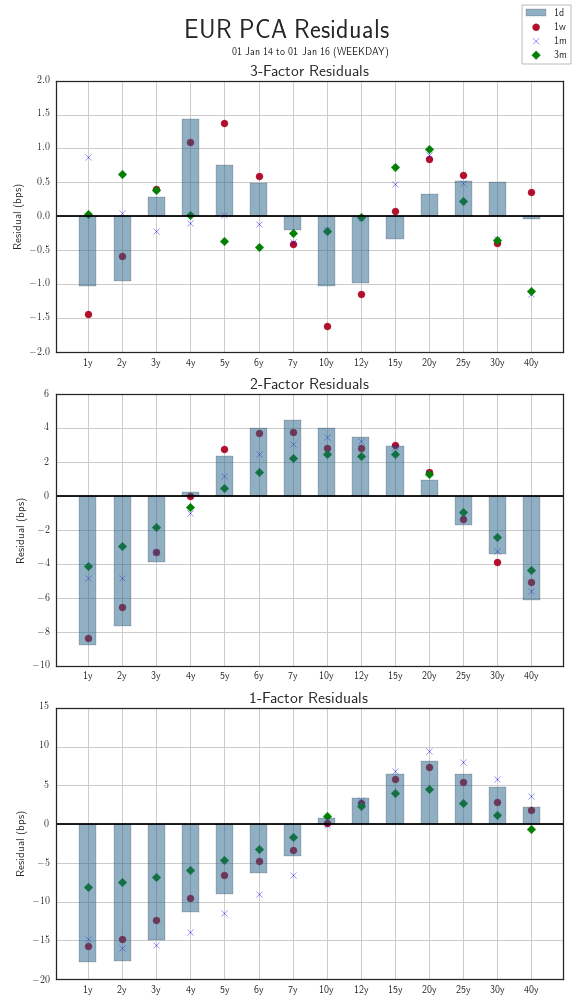 EUR PCA Residuals
01 Jan 14 to 01 Jan 16 (WEEKDAY)
1d
1w
1m
3m
3-Factor Residuals
Residual (bps)
2.0
1.5
1.0
0.5
0.0
−0.5
−1.0
−1.5
−2.0
1y 2y 3y 4y 5y 6y 7y 10y 12y 15y 20y 25y 30y 40y
2-Factor Residuals
Residual (bps)
6
4
2
0
−2
−4
−6
−8
−10
1y 2y 3y 4y 5y 6y 7y 10y 12y 15y 20y 25y 30y 40y
1-Factor Residuals
Residual (bps)
15
10
5
0
−5
−10
−15
−20
1y 2y 3y 4y 5y 6y 7y 10y 12y 15y 20y 25y 30y 40y